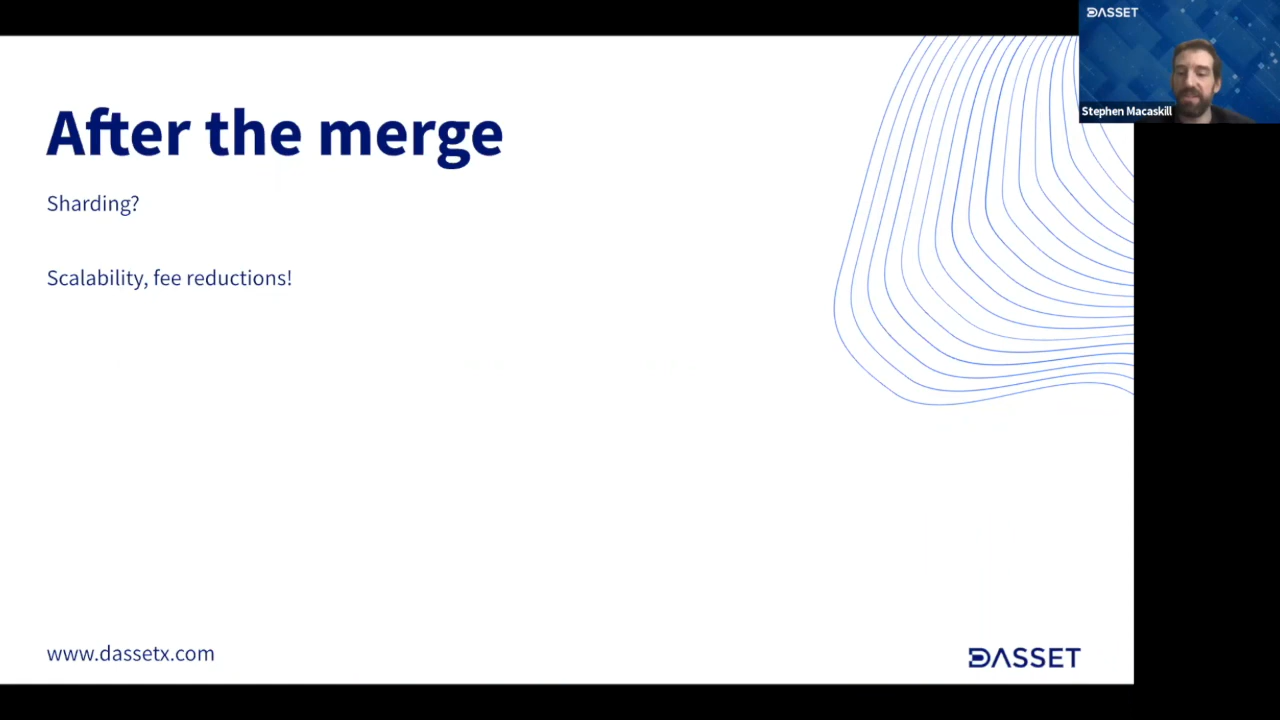 DASSET
Stephen Macaskill
After the merge
Sharding?
Scalability, fee reductions!
www.dassetx.com
DASSET